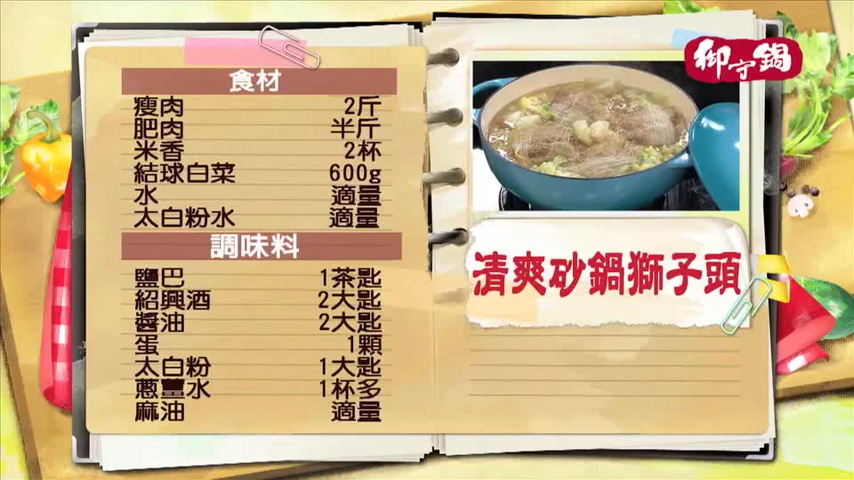 食材
瘦肉 2斤
肥肉 半斤
米香 2杯
結球白菜 600g
水 適量
太白粉水 適量
調味料
鹽巴 1茶匙
紹興酒 2大匙
醬油 2大匙
蛋 1顆
太白粉 1大匙
蔥薑水 1杯多
麻油 適量
御守鍋
清爽砂鍋獅子頭